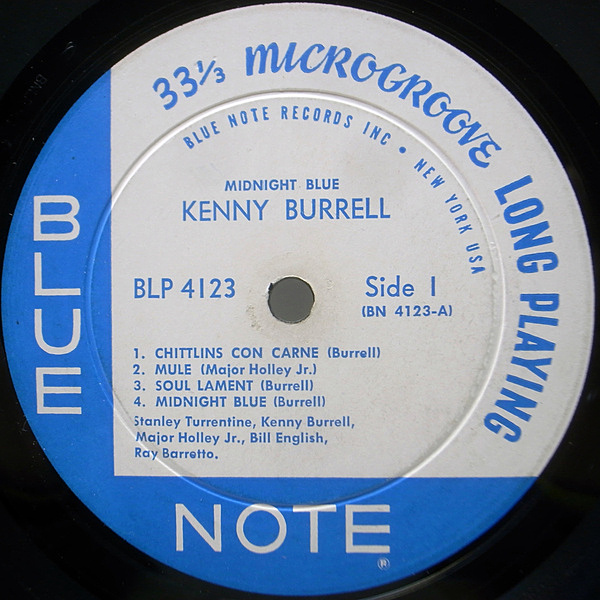 33⅓ MICROGROOVE LONG PLAYING
BLUE NOTE RECORDS INC • NEW YORK USA
MIDNIGHT BLUE
KENNY BURRELL
BLP 4123
Side 1
(BN 4123-A)
1. CHITTLINS CON CARNE (Burrell)
2. MULE (Major Holley Jr.)
3. SOUL LAMENT (Burrell)
4. MIDNIGHT BLUE (Burrell)
Stanley Turrentine, Kenny Burrell,
Major Holley Jr., Bill English,
Ray Barretto.
BLUE
NOTE
®